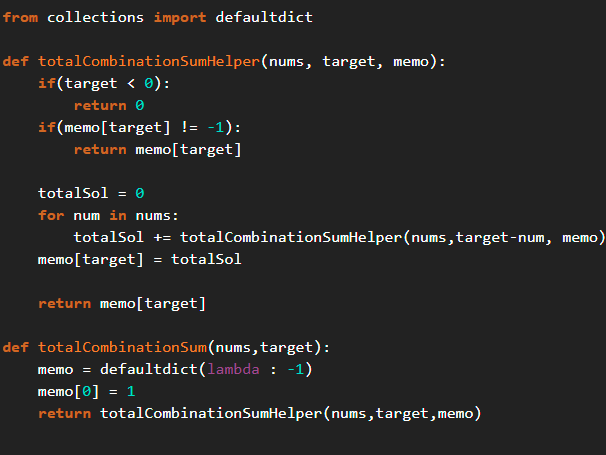 from collections import defaultdict
def totalCombinationSumHelper(nums, target, memo):
    if(target < 0):
        return 0
    if(memo[target] != -1):
        return memo[target]
    totalSol = 0
    for num in nums:
        totalSol += totalCombinationSumHelper(nums,target-num, memo)
    memo[target] = totalSol
    return memo[target]
def totalCombinationSum(nums,target):
    memo = defaultdict(lambda : -1)
    memo[0] = 1
    return totalCombinationSumHelper(nums,target,memo)